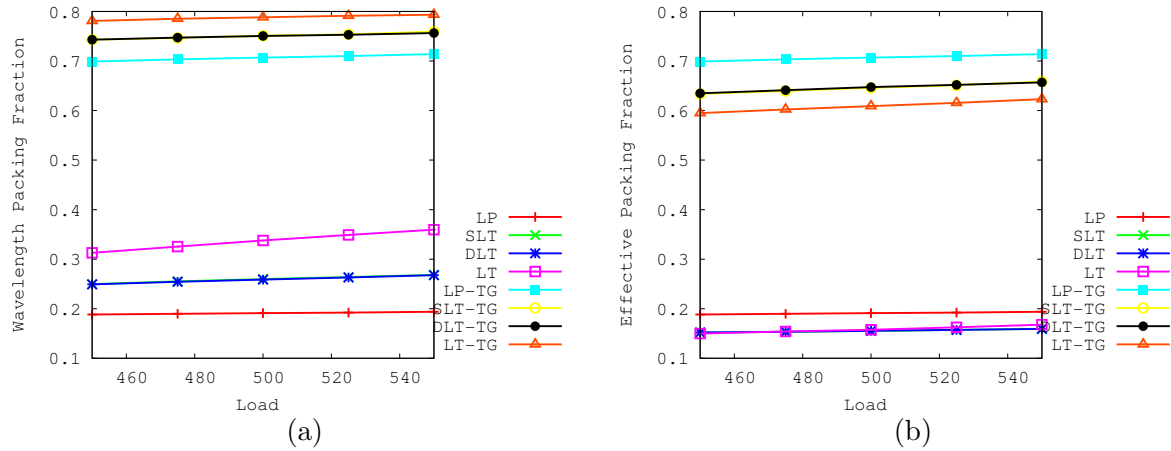 Wavelength Packing Fraction
0.8
0.7
0.6
0.5
0.4
0.3
0.2
0.1
460 480 500 520 540
Load
LP
SLT
DLT
LT
LP-TG
SLT-TG
DLT-TG
LT-TG
(a)
Effective Packing Fraction
0.8
0.7
0.6
0.5
0.4
0.3
0.2
0.1
460 480 500 520 540
Load
LP
SLT
DLT
LT
LP-TG
SLT-TG
DLT-TG
LT-TG
(b)